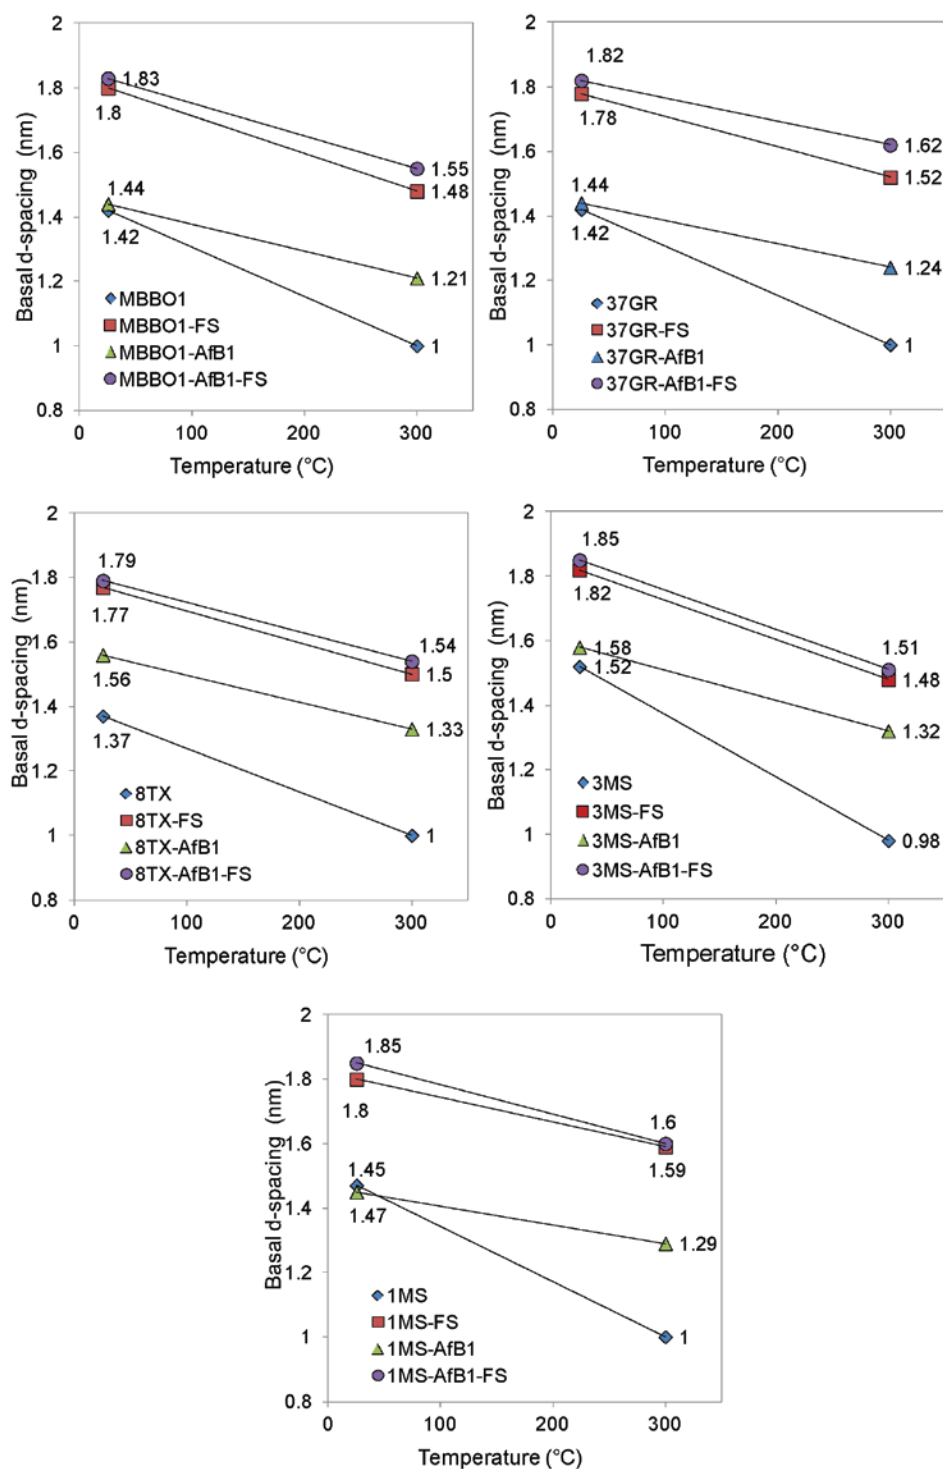 2
1.8
1.6
1.4
1.2
1
0.8
Basal d-spacing (nm)
1.83
1.8
1.55
1.48
1.44
1.42
1.21
1
MBBO1
MBBO1-FS
MBBO1-AfB1
MBBO1-AfB1-FS
0 100 200 300
Temperature (°C)
2
1.8
1.6
1.4
1.2
1
0.8
Basal d-spacing (nm)
1.82
1.78
1.62
1.52
1.44
1.42
1.24
1
37GR
37GR-FS
37GR-AfB1
37GR-AfB1-FS
0 100 200 300
Temperature (°C)
2
1.8
1.6
1.4
1.2
1
0.8
Basal d-spacing (nm)
1.79
1.77
1.54
1.5
1.56
1.33
1.37
1
8TX
8TX-FS
8TX-AfB1
8TX-AfB1-FS
0 100 200 300
Temperature (°C)
2
1.8
1.6
1.4
1.2
1
0.8
Basal d-spacing (nm)
1.85
1.82
1.58
1.52
1.51
1.48
1.32
0.98
3MS
3MS-FS
3MS-AfB1
3MS-AfB1-FS
0 100 200 300
Temperature (°C)
2
1.8
1.6
1.4
1.2
1
0.8
Basal d-spacing (nm)
1.85
1.8
1.6
1.59
1.45
1.47
1.29
1
1MS
1MS-FS
1MS-AfB1
1MS-AfB1-FS
0 100 200 300
Temperature (°C)